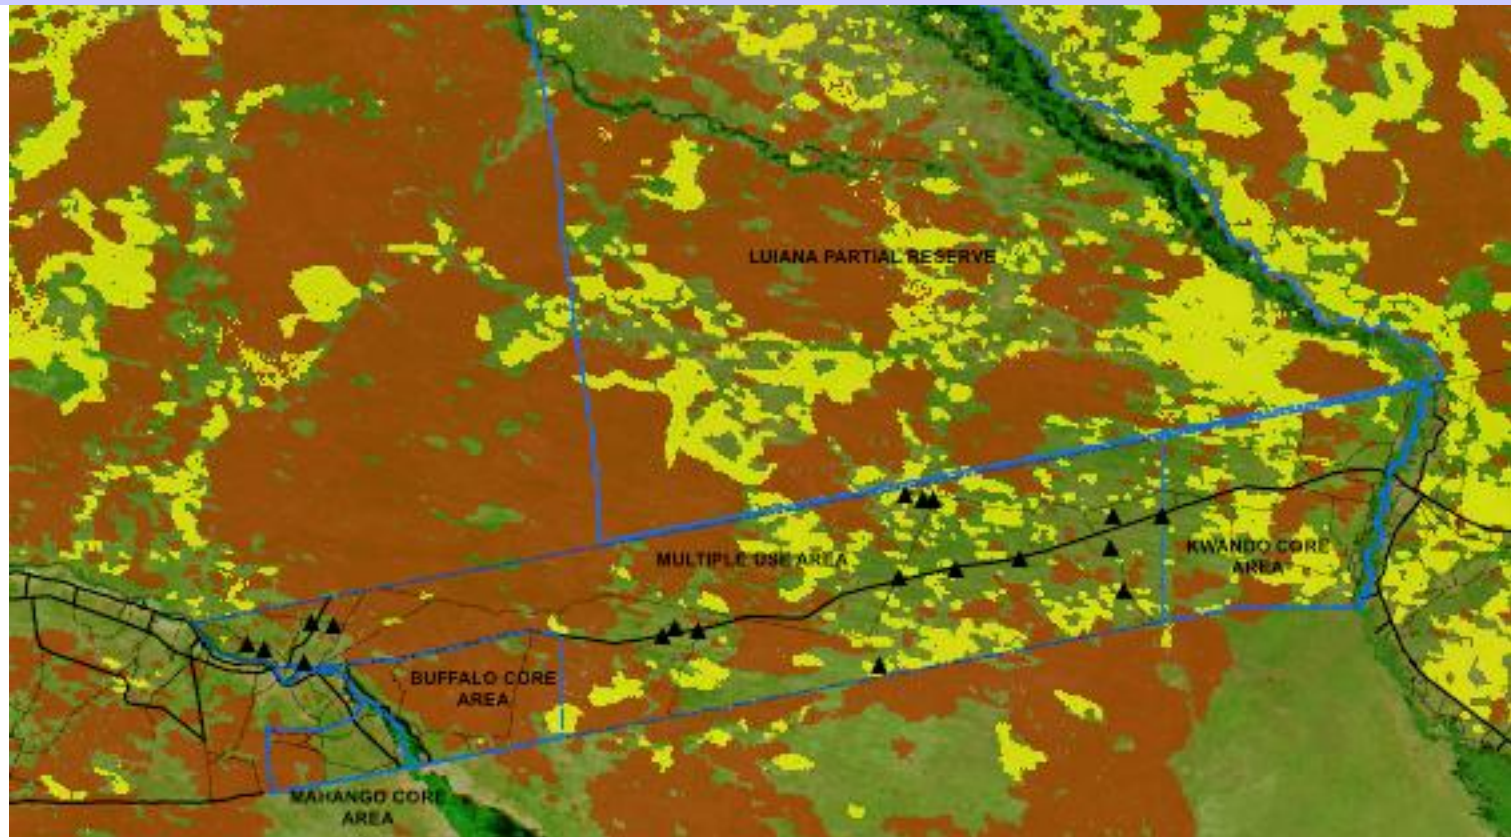 LUIANA PARTIAL RESERVE
MULTIPLE USE AREA
KWANDO CORE
AREA
BUFFALO CORE
AREA
MAHANGO CORE
AREA